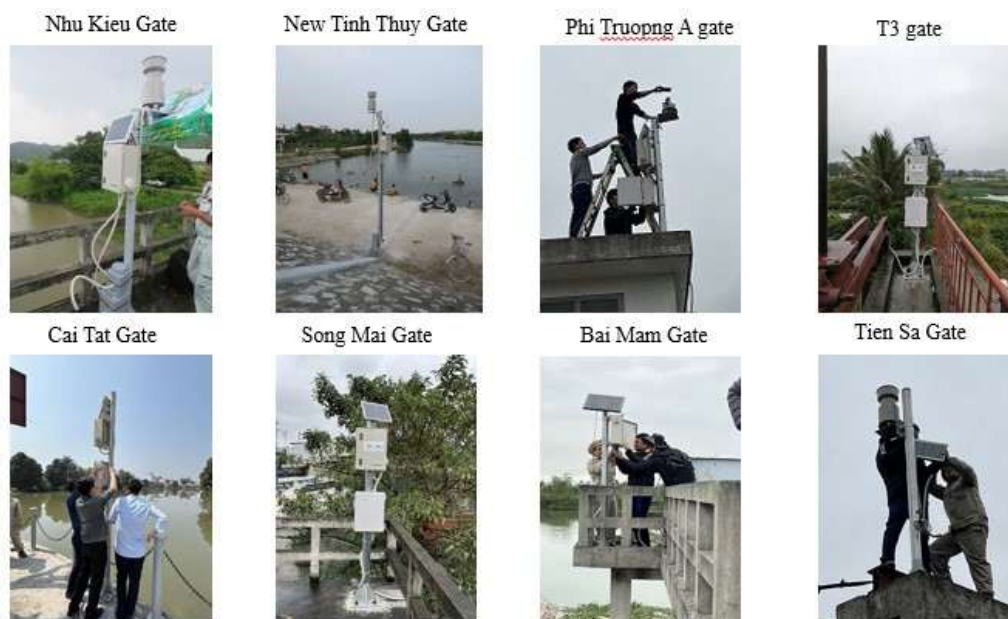 Nhu Kieu Gate
New Tinh Thuy Gate
Phi Truopng A gate
T3 gate
Cai Tat Gate
Song Mai Gate
Bai Mam Gate
Tien Sa Gate